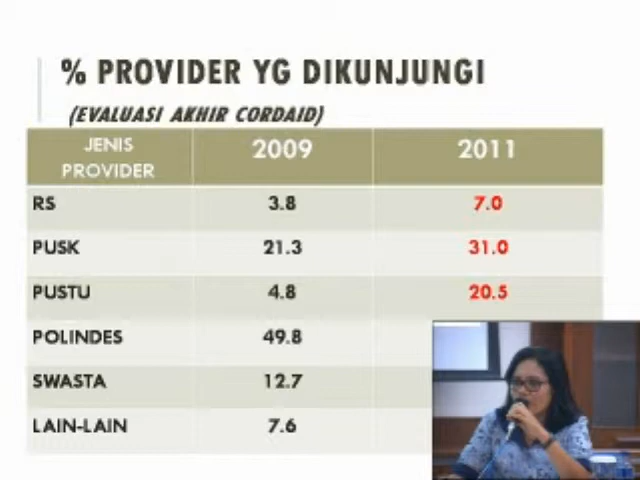 % PROVIDER YG DIKUNJUNGI
(EVALUASI AKHIR CORDAID)
JENIS PROVIDER 2009 2011
RS 3.8 7.0
PUSK 21.3 31.0
PUSTU 4.8 20.5
POLINDES 49.8
SWASTA 12.7
LAIN-LAIN 7.6